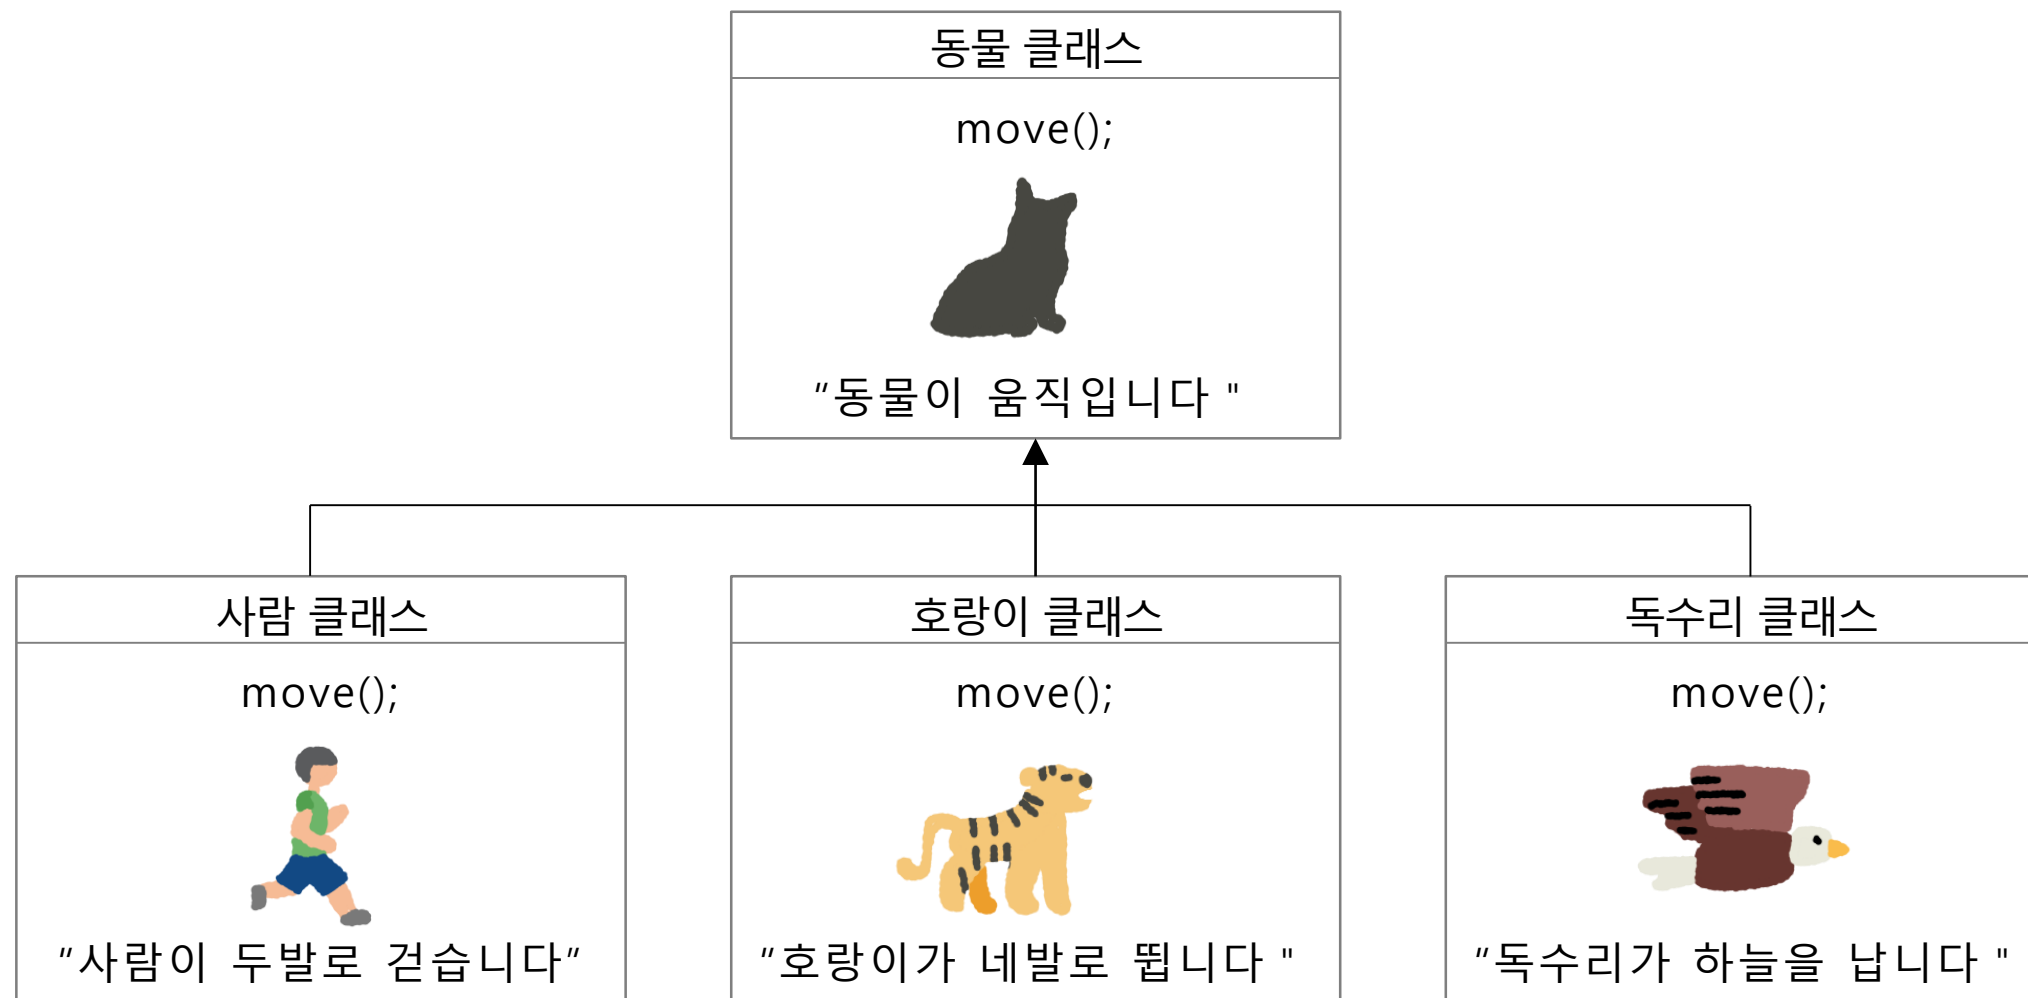 동물 클래스
move();
"동물이 움직입니다 "
사람 클래스
move();
"사람이 두발로 걷습니다"
호랑이 클래스
move();
"호랑이가 네발로 뜁니다 "
독수리 클래스
move();
"독수리가 하늘을 납니다 "